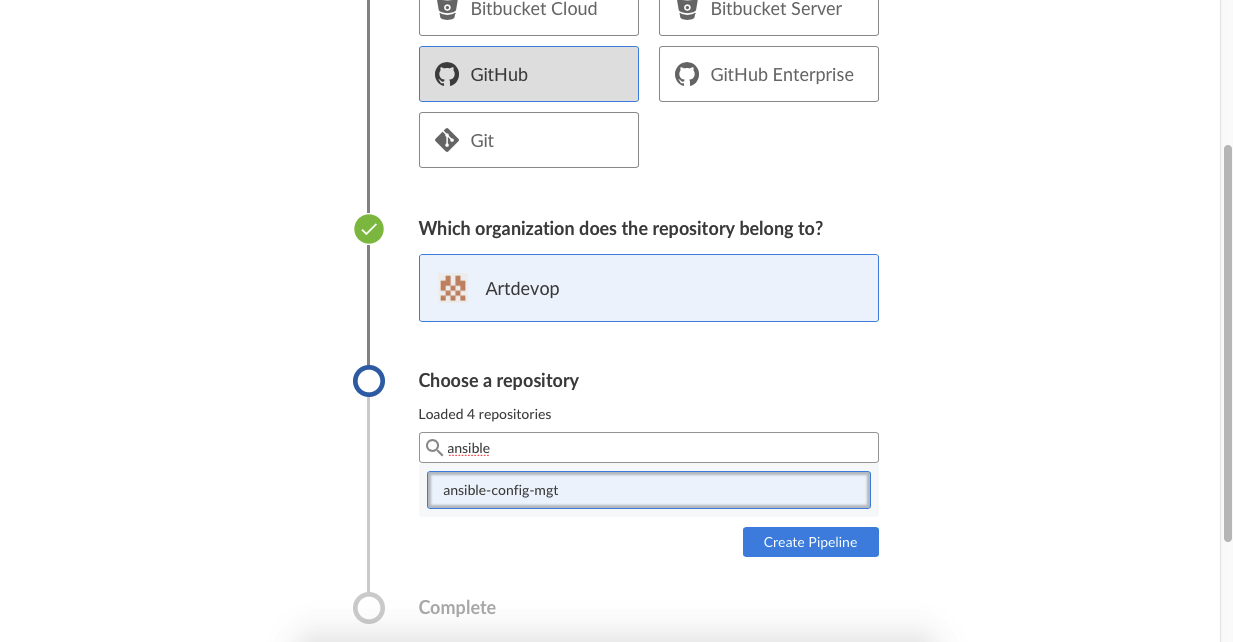 Bitbucket Cloud
Bitbucket Server
GitHub
GitHub Enterprise
Git
Which organization does the repository belong to?
Artdevop
Choose a repository
Loaded 4 repositories
ansible
ansible-config-mgt
Create Pipeline
Complete